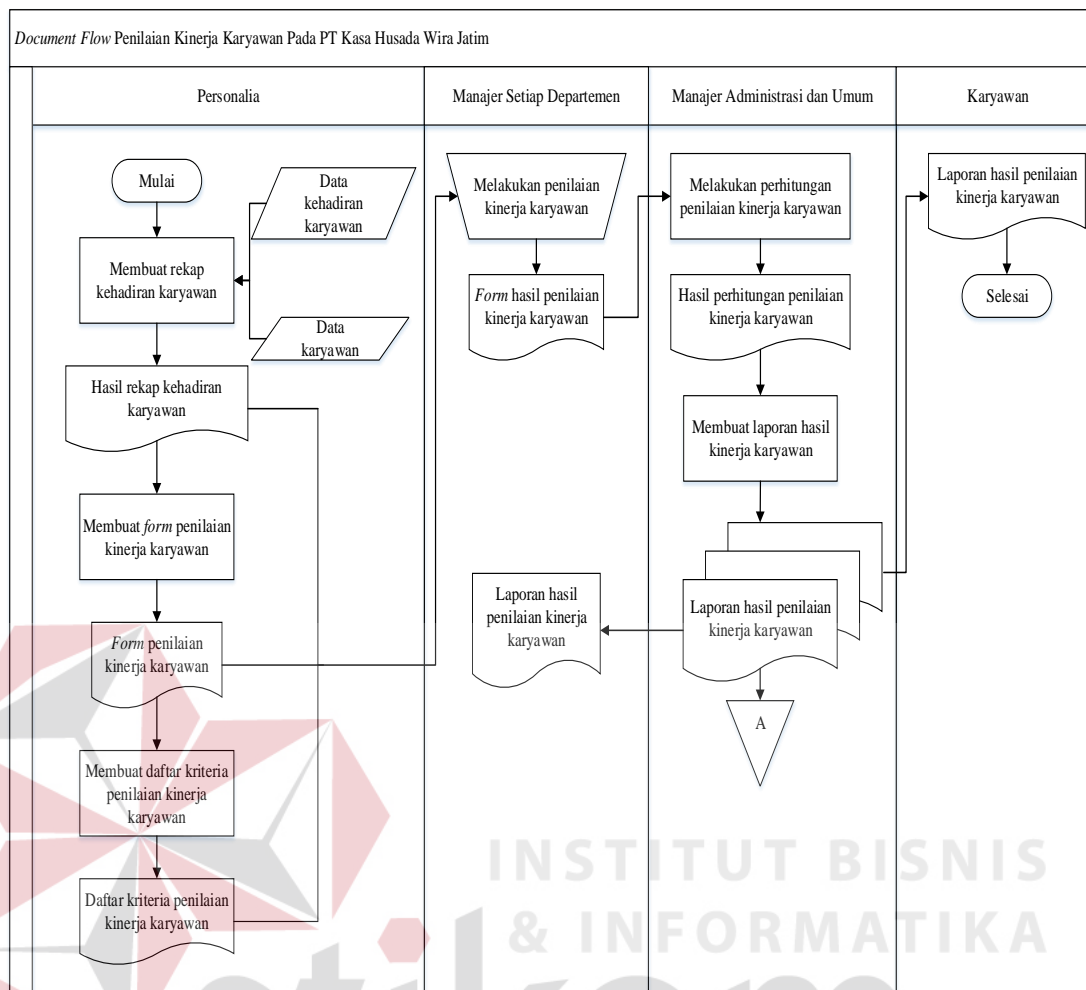 Document Flow Penilaian Kinerja Karyawan Pada PT Kasa Husada Wira Jatim
Personalia
Manajer Setiap Departemen
Manajer Administrasi dan Umum
Karyawan
Mulai
Data
kehadiran
karyawan
Membuat rekap
kehadiran karyawan
Data
karyawan
Hasil rekap kehadiran
karyawan
Membuat form penilaian
kinerja karyawan
Form penilaian
kinerja karyawan
Membuat daftar kriteria
penilaian kinerja
karyawan
Daftar kriteria penilaian
kinerja karyawan
Melakukan penilaian
kinerja karyawan
Form hasil penilaian
kinerja karyawan
Laporan hasil
penilaian kinerja
karyawan
Melakukan perhitungan
penilaian kinerja karyawan
Hasil perhitungan penilaian
kinerja karyawan
Membuat laporan hasil
kinerja karyawan
Laporan hasil penilaian
kinerja karyawan
A
Laporan hasil penilaian
kinerja karyawan
Selesai
INSTITUT BISNIS
& INFORMATIKA